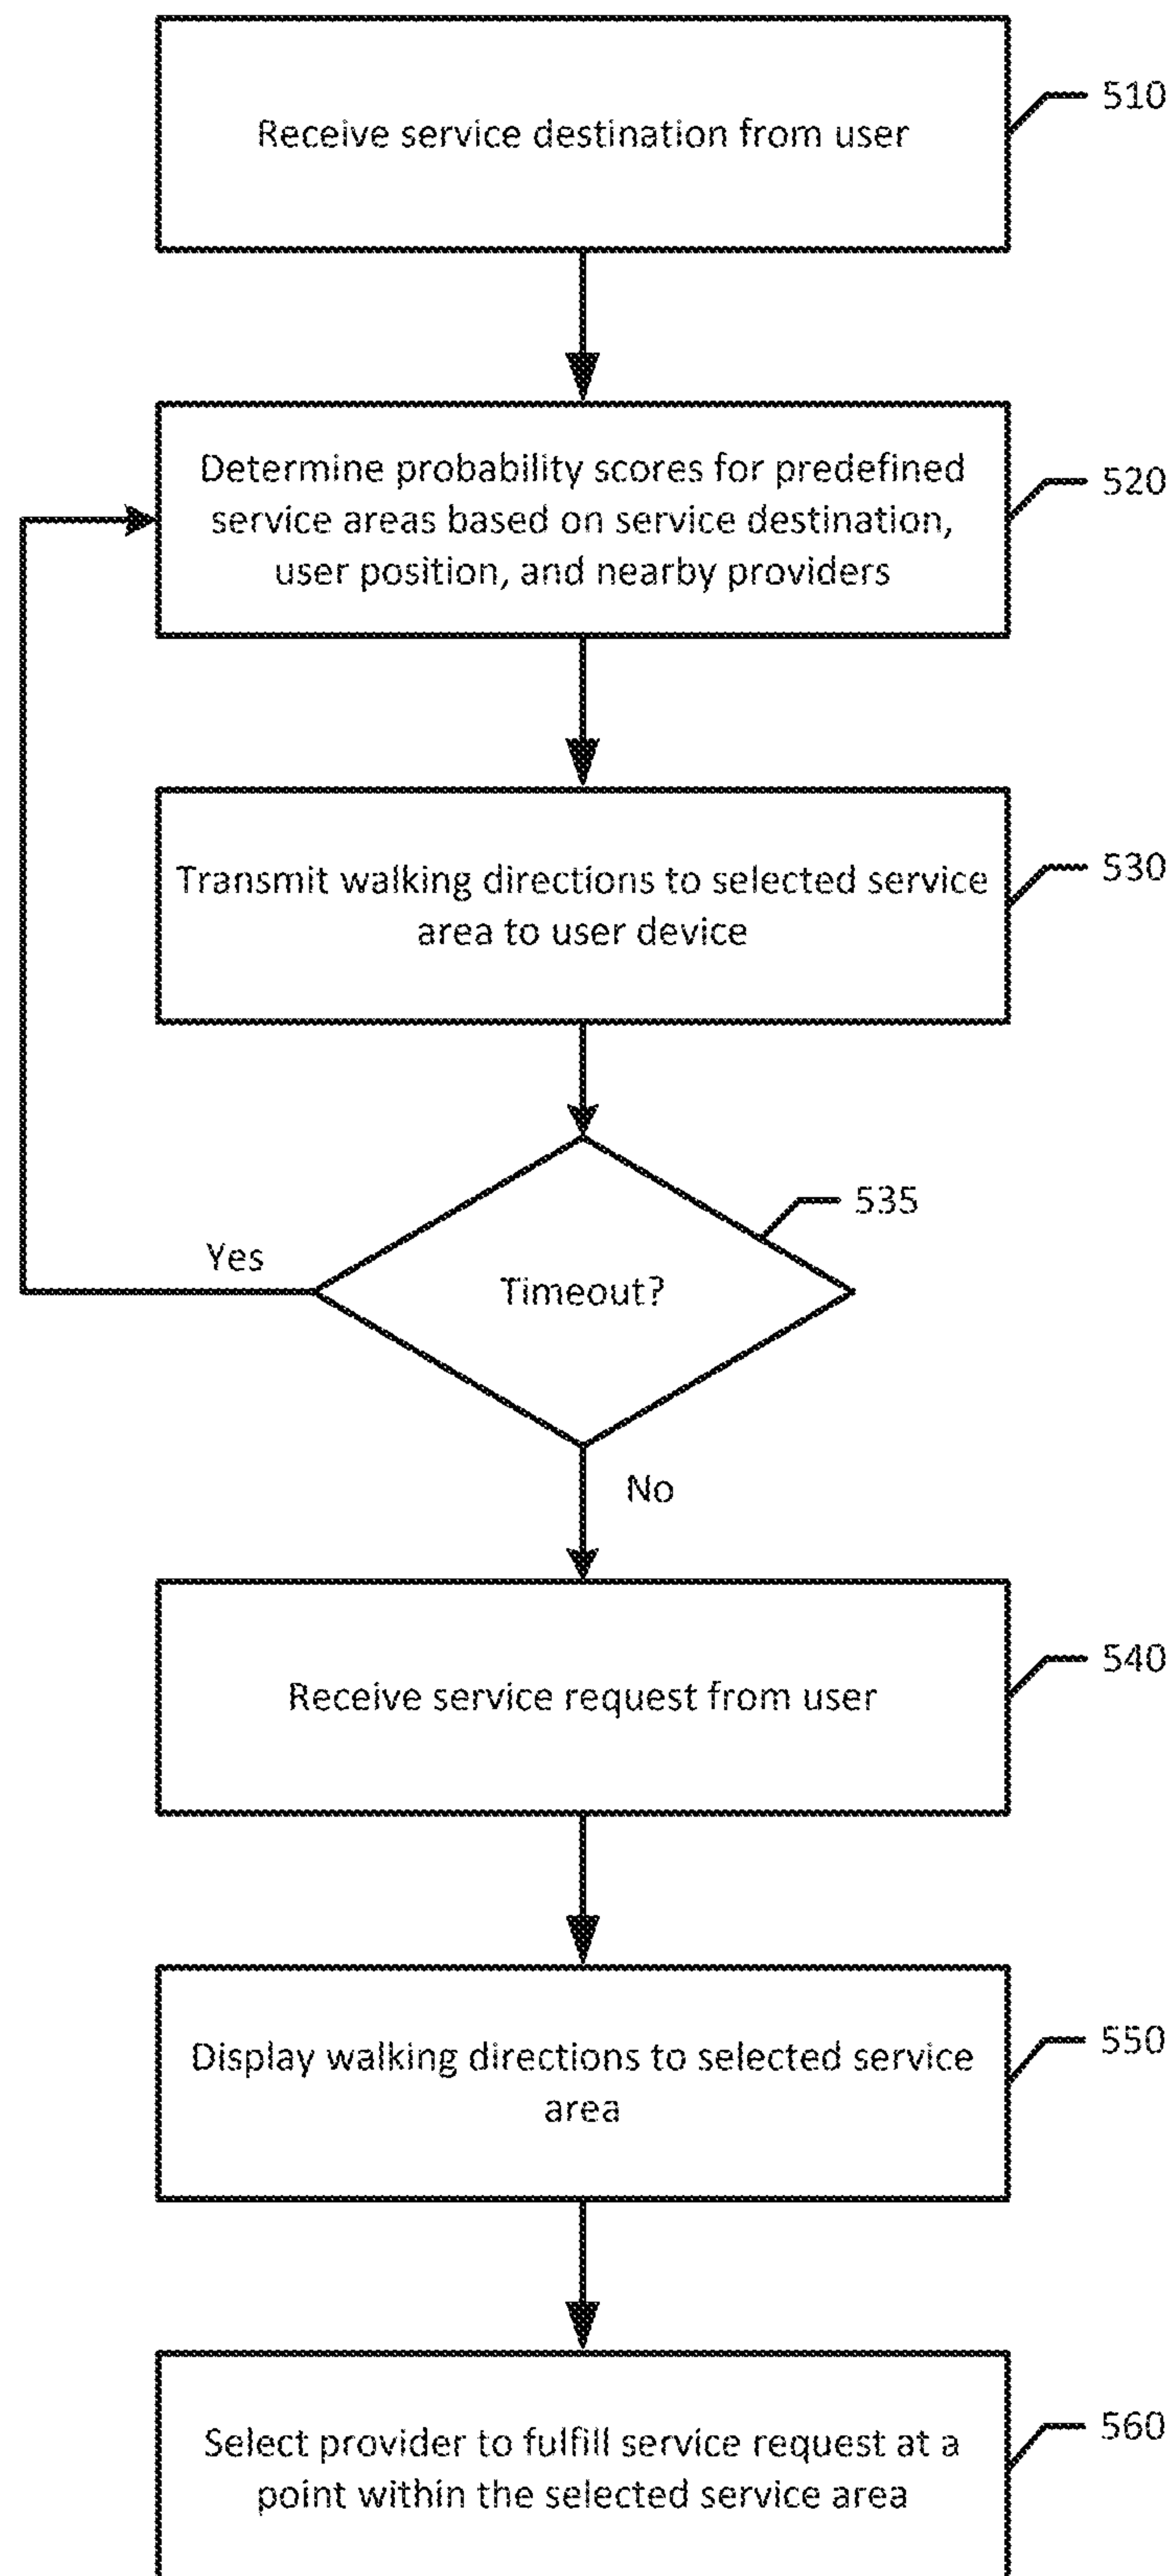 Receive service destination from user
510
Determine probability scores for predefined
service areas based on service destination,
user position, and nearby providers
520
Transmit walking directions to selected service
area to user device
530
535
Yes
Timeout?
No
Receive service request from user
540
Display walking directions to selected service
area
550
Select provider to fulfill service request at a
point within the selected service area
560